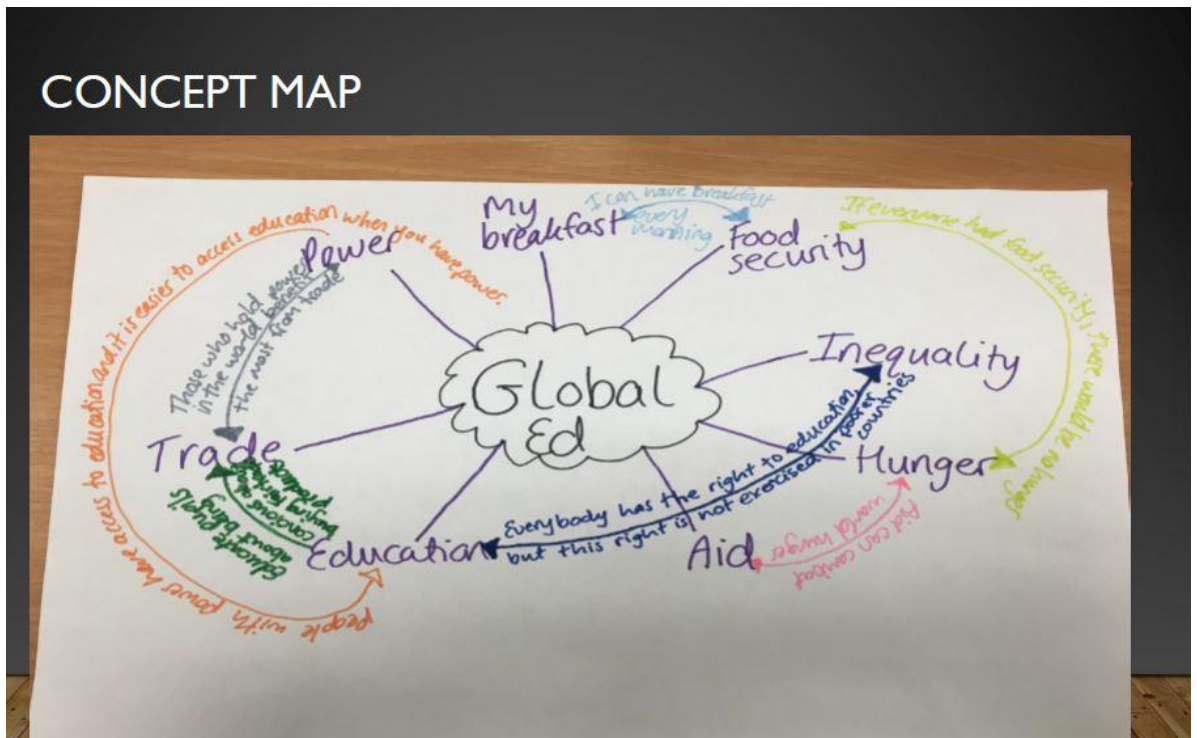 CONCEPT MAP
People with power have access to education and it is easier to access education when you have power.
Power
My
breakfast
I can have breakfast
every
morning
Food
security
If everyone had food security, there would be no hunger
Those who hold power
in the world benefit
the most from trade
Global
Ed
Inequality
Trade
Hunger
Educate pupils
about being
conscious when
buying
products
Education
Everybody has the right to education,
but this right is not exercised in poorer
countries
Aid
Aid can combat
world hunger